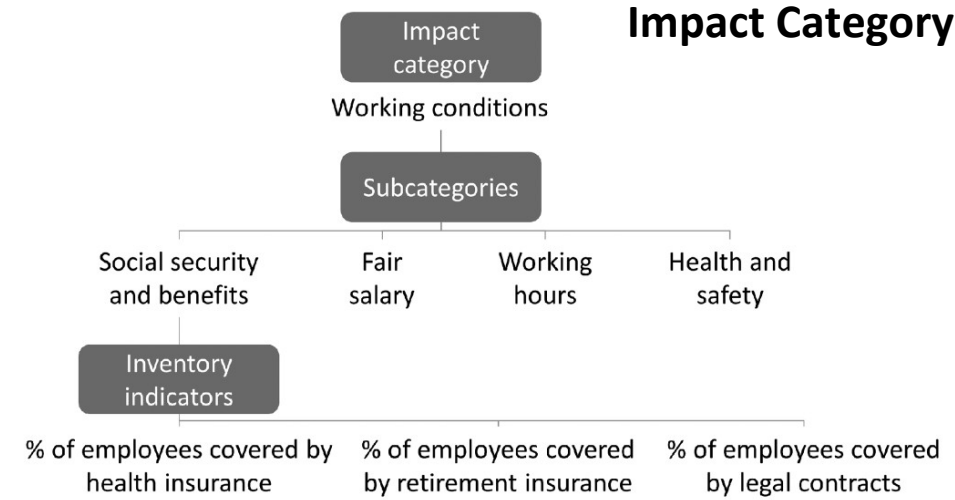 Impact Category
Impact
category
Working conditions
Subcategories
Social security
and benefits
Fair
salary
Working
hours
Health and
safety
Inventory
indicators
% of employees covered by
health insurance
% of employees covered
by retirement insurance
% of employees covered
by legal contracts